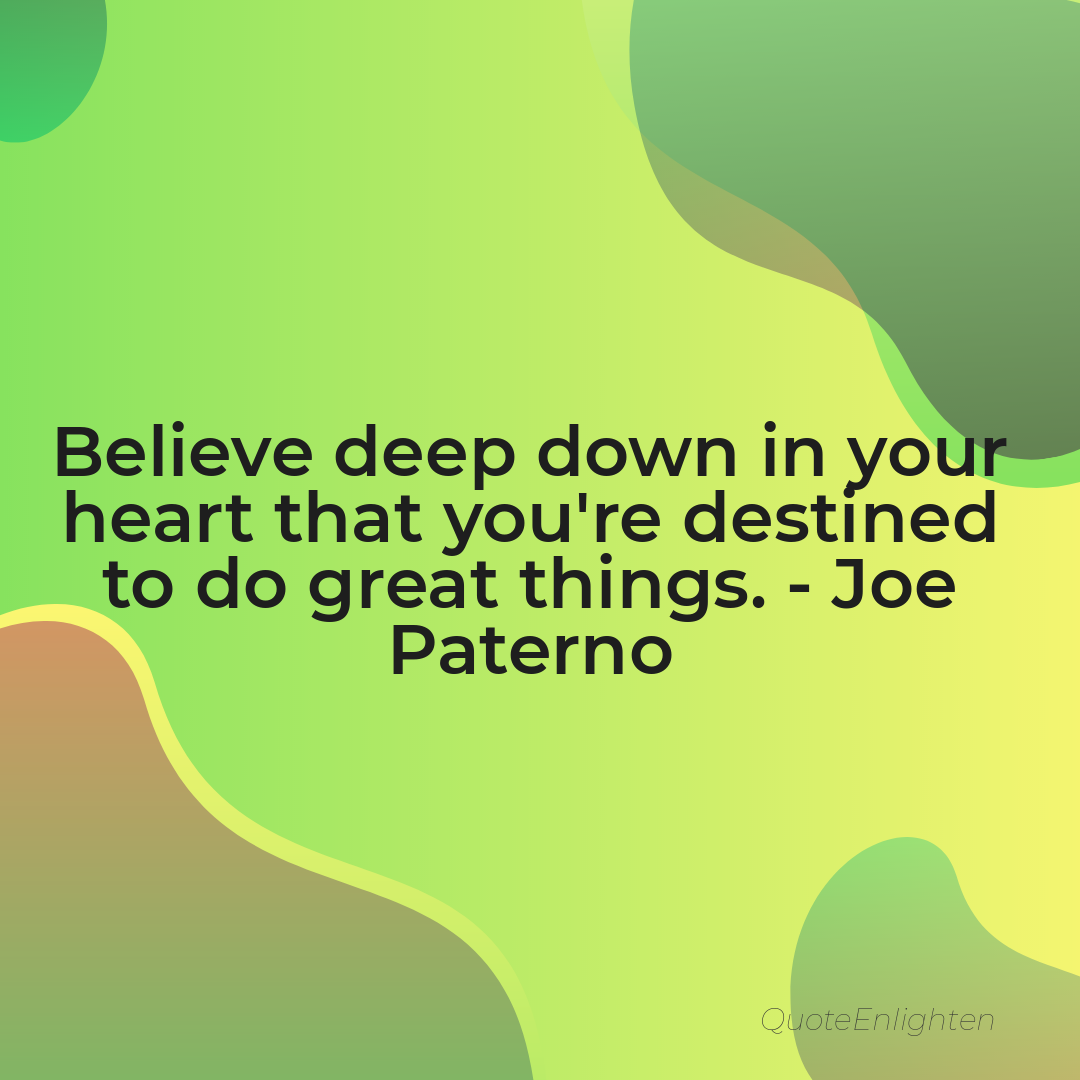 Believe deep down in your
heart that you're destined
to do great things. - Joe
Paterno
QuoteEnlighten